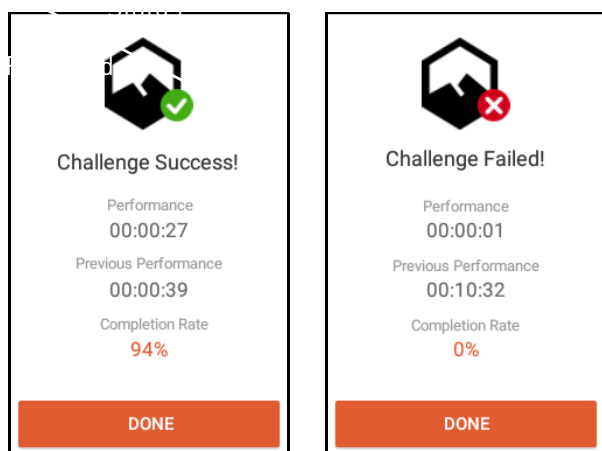 Challenge Success!
Performance
00:00:27
Previous Performance
00:00:39
Completion Rate
94%
DONE
Challenge Failed!
Performance
00:00:01
Previous Performance
00:10:32
Completion Rate
0%
DONE